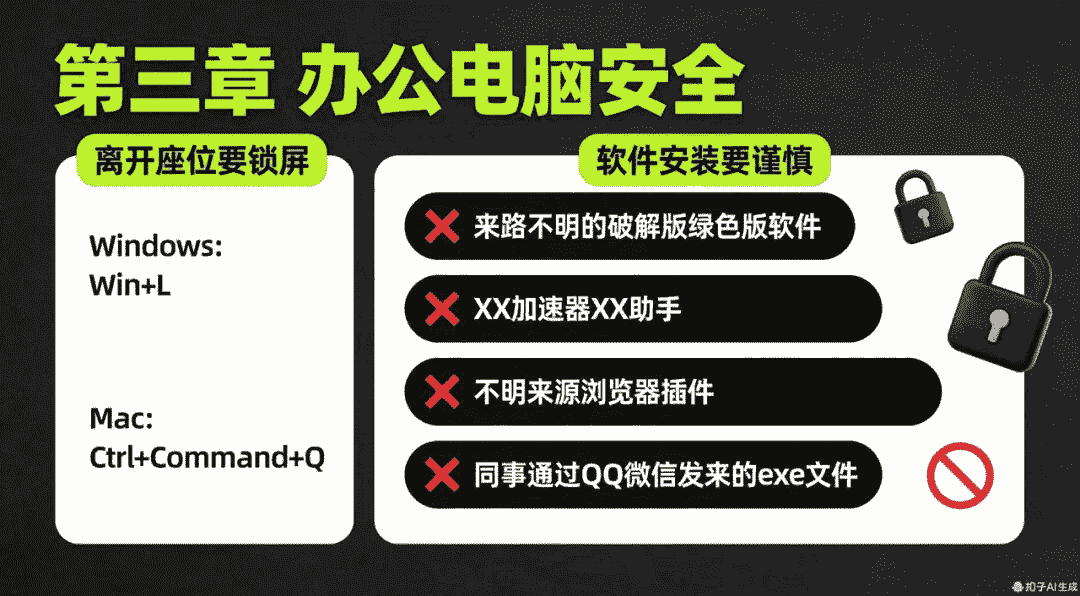 第三章 办公电脑安全
离开座位要锁屏
Windows:
Win+L
Mac:
Ctrl+Command+Q
软件安装要谨慎
来路不明的破解版绿色版软件
XX加速器XX助手
不明来源浏览器插件
同事通过QQ微信发来的exe文件
扣子AI生成